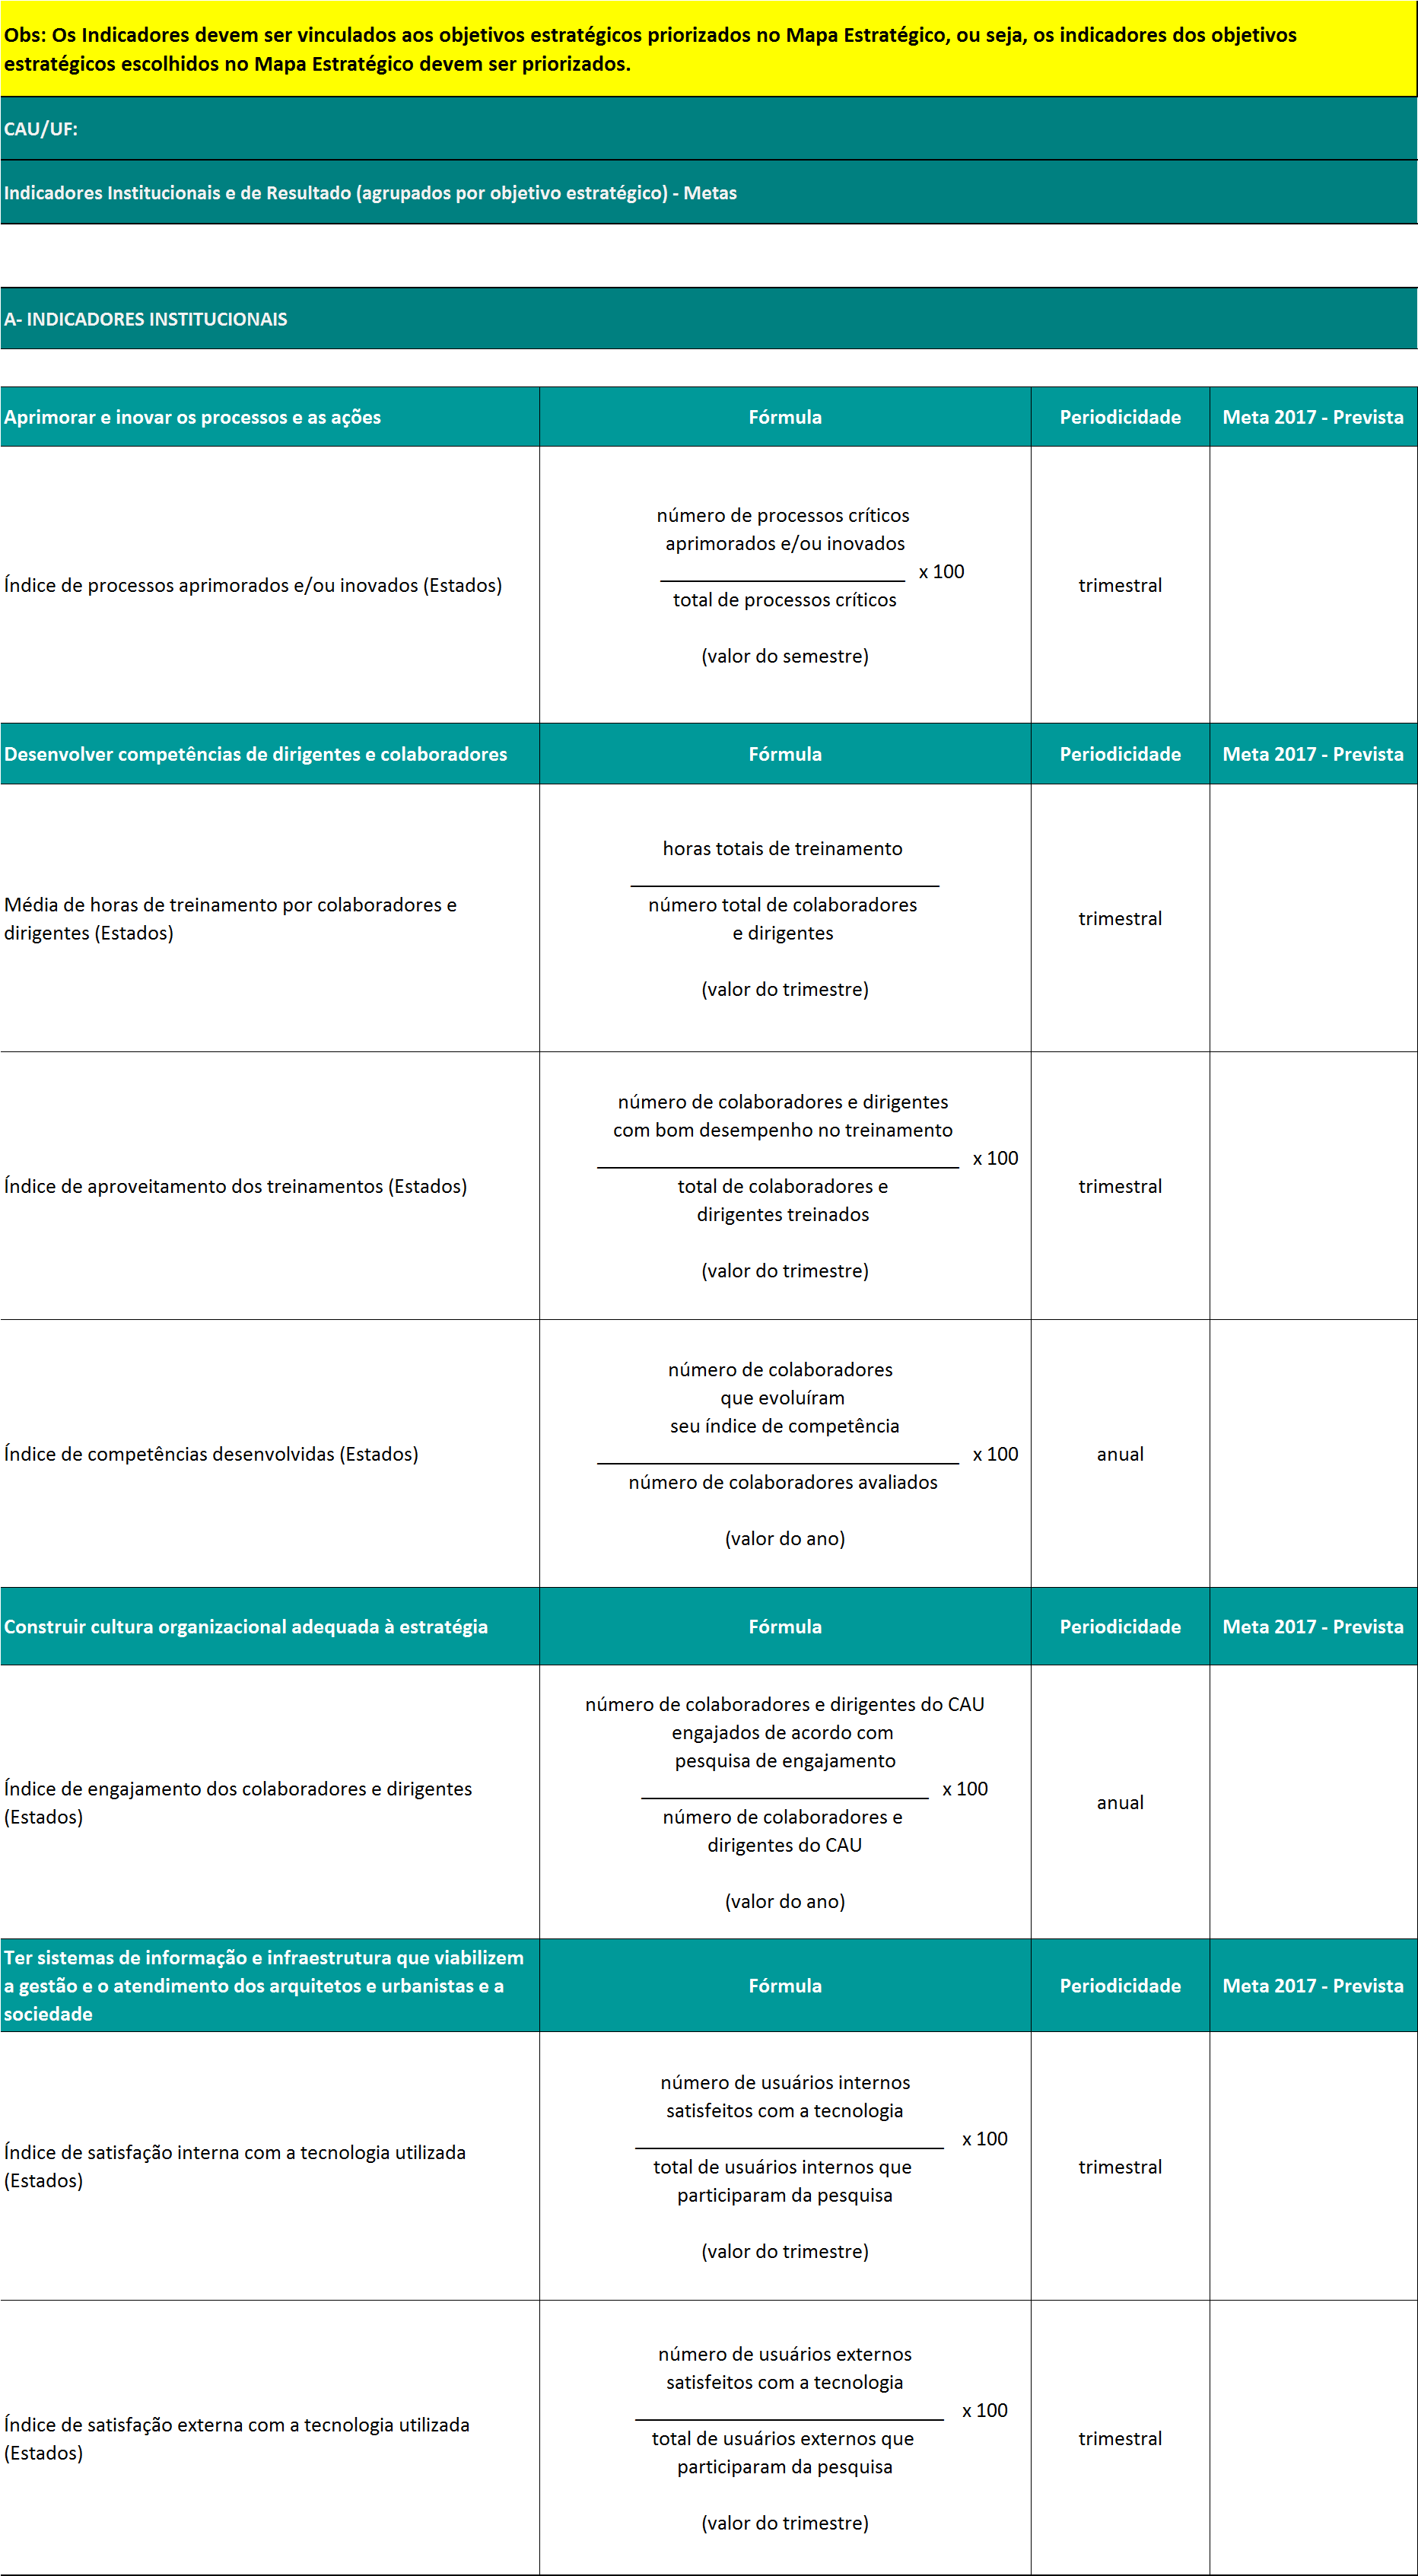 Obs: Os Indicadores devem ser vinculados aos objetivos estratégicos priorizados no Mapa Estratégico, ou seja, os indicadores dos objetivos
estratégicos escolhidos no Mapa Estratégico devem ser priorizados.
CAU/UF:
Indicadores Institucionais e de Resultado (agrupados por objetivo estratégico) - Metas
A- INDICADORES INSTITUCIONAIS
Aprimorar e inovar os processos e as ações
Fórmula
Periodicidade
Meta 2017 - Prevista
Índice de processos aprimorados e/ou inovados (Estados)
número de processos críticos
aprimorados e/ou inovados
x 100
total de processos críticos
(valor do semestre)
trimestral
Desenvolver competências de dirigentes e colaboradores
Fórmula
Periodicidade
Meta 2017 - Prevista
Média de horas de treinamento por colaboradores e
dirigentes (Estados)
horas totais de treinamento
número total de colaboradores
e dirigentes
(valor do trimestre)
trimestral
Índice de aproveitamento dos treinamentos (Estados)
número de colaboradores e dirigentes
com bom desempenho no treinamento
x 100
total de colaboradores e
dirigentes treinados
(valor do trimestre)
trimestral
Índice de competências desenvolvidas (Estados)
número de colaboradores
que evoluíram
seu índice de competência
x 100
número de colaboradores avaliados
(valor do ano)
anual
Construir cultura organizacional adequada à estratégia
Fórmula
Periodicidade
Meta 2017 - Prevista
Índice de engajamento dos colaboradores e dirigentes
(Estados)
número de colaboradores e dirigentes do CAU
engajados de acordo com
pesquisa de engajamento
x 100
número de colaboradores e
dirigentes do CAU
(valor do ano)
anual
Ter sistemas de informação e infraestrutura que viabilizem
a gestão e o atendimento dos arquitetos e urbanistas e a
sociedade
Fórmula
Periodicidade
Meta 2017 - Prevista
Índice de satisfação interna com a tecnologia utilizada
(Estados)
número de usuários internos
satisfeitos com a tecnologia
x 100
total de usuários internos que
participaram da pesquisa
(valor do trimestre)
trimestral
Índice de satisfação externa com a tecnologia utilizada
(Estados)
número de usuários externos
satisfeitos com a tecnologia
x 100
total de usuários externos que
participaram da pesquisa
(valor do trimestre)
trimestral